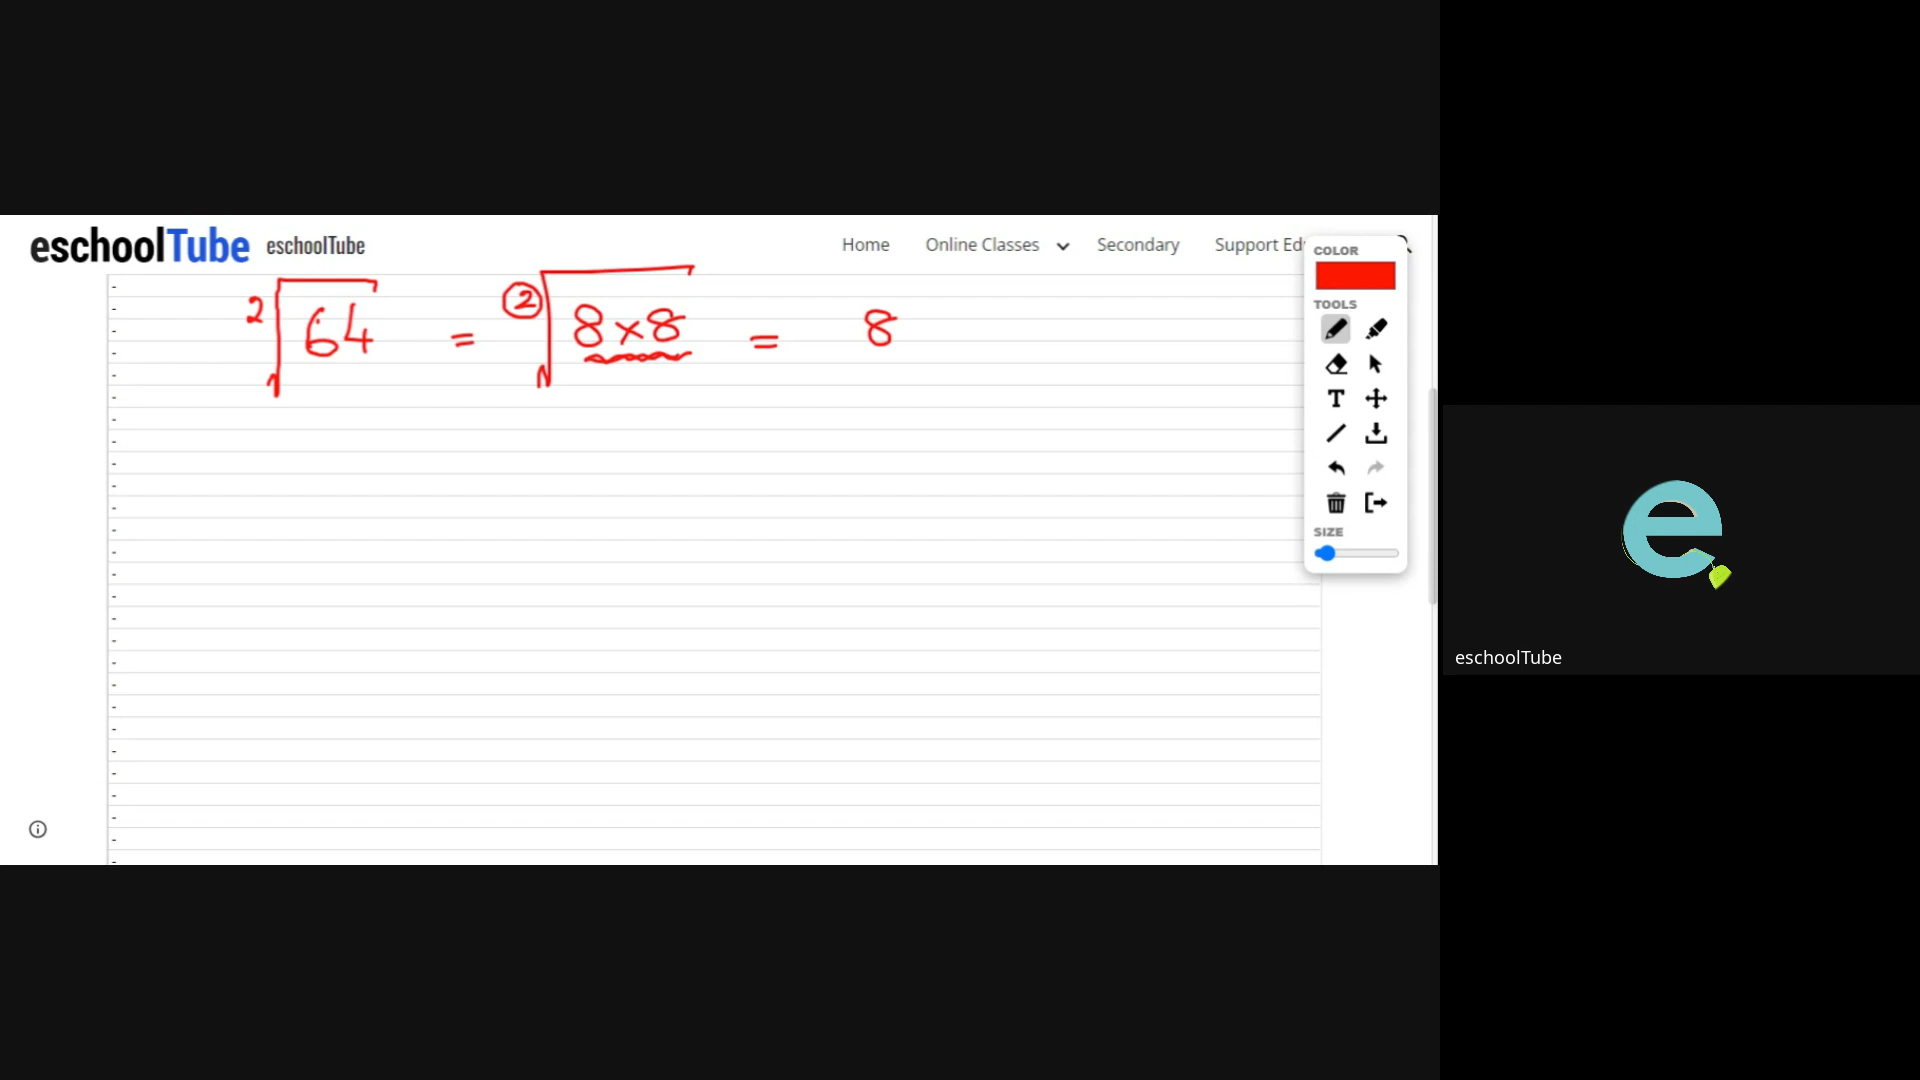 eschoolTube eschoolTube Home Online Classes Secondary Support Ed
²√64 = ²√8×8 = 8
COLOR
TOOLS
T
SIZE
e
eschoolTube